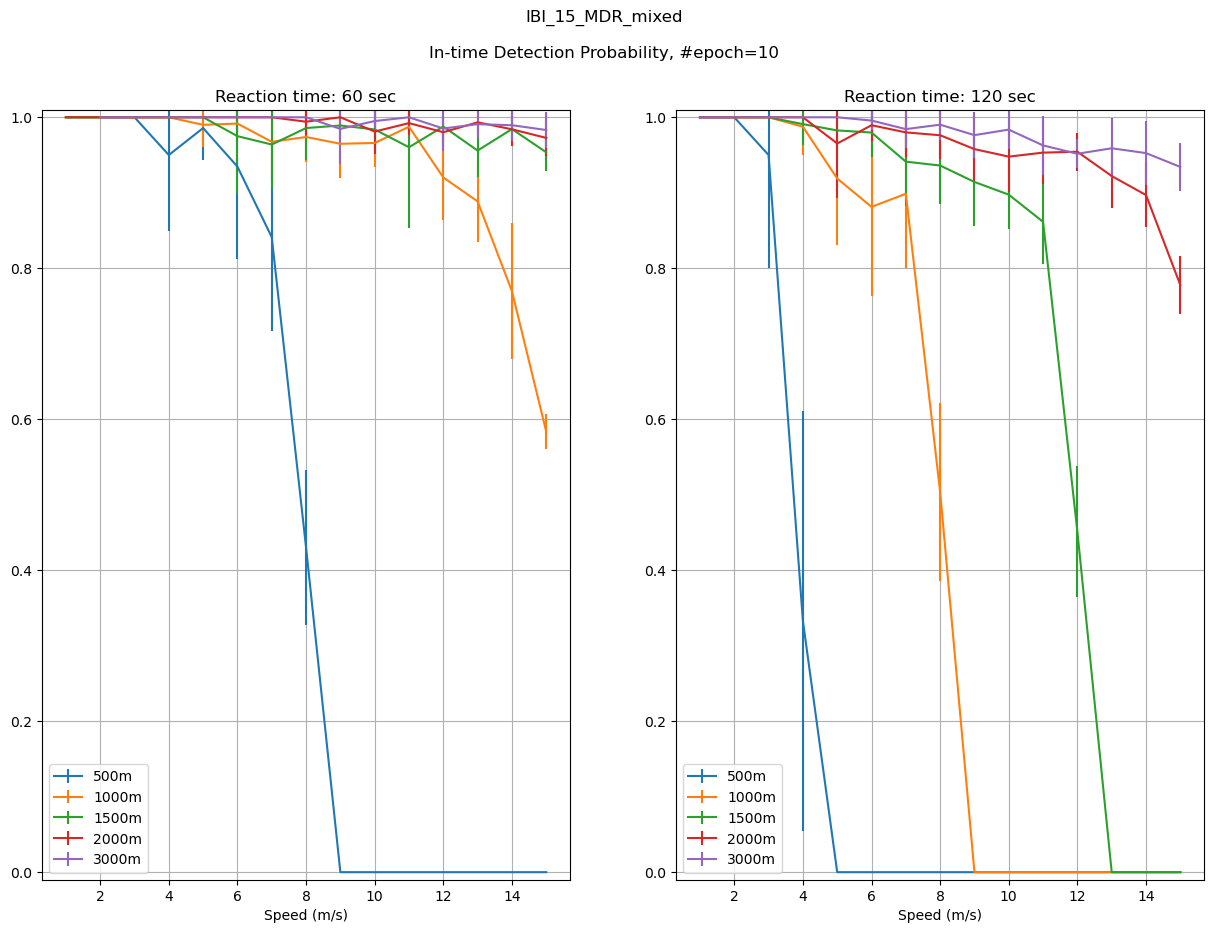 IBI_15_MDR_mixed
In-time Detection Probability, #epoch=10
Reaction time: 60 sec
1.0
0.8
0.6
0.4
0.2
0.0
500m
1000m
1500m
2000m
3000m
2 4 6 8 10 12 14
Speed (m/s)
Reaction time: 120 sec
1.0
0.8
0.6
0.4
0.2
0.0
500m
1000m
1500m
2000m
3000m
2 4 6 8 10 12 14
Speed (m/s)